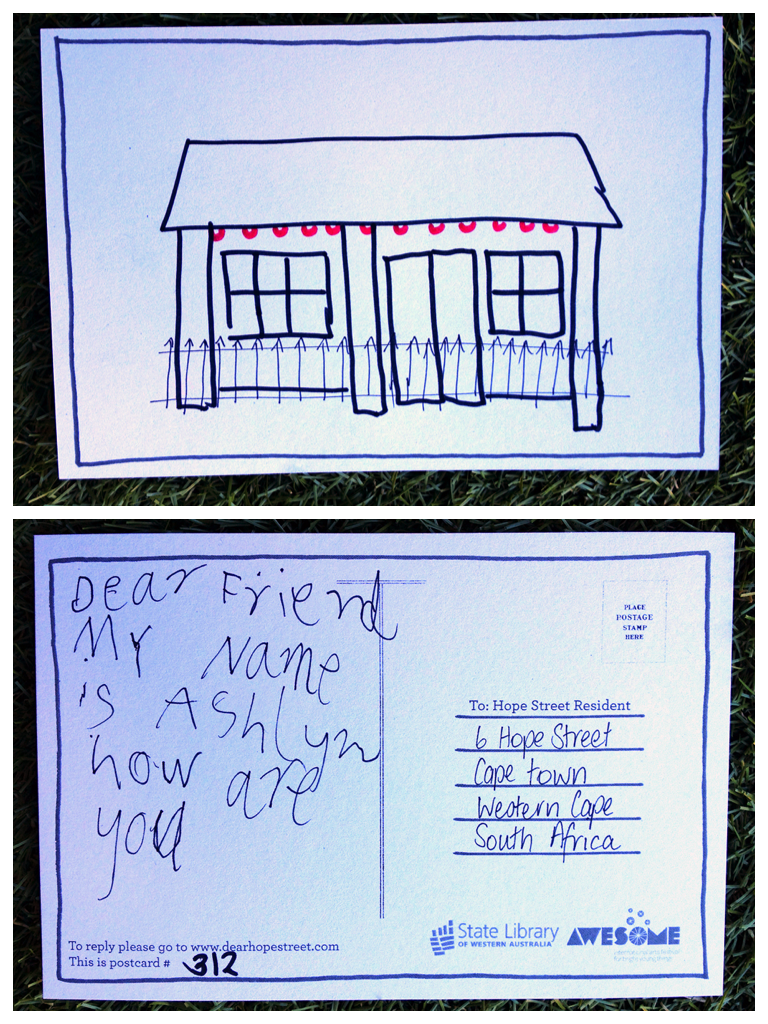 Dear Friend
My Name
is Ashlyn
how are
you
PLACE
POSTAGE
STAMP
HERE
To: Hope Street Resident
6 Hope Street
Cape town
Western Cape
South Africa
To reply please go to www.dearhopestreet.com
This is postcard # 312
State Library
OF WESTERN AUSTRALIA
AWESOME